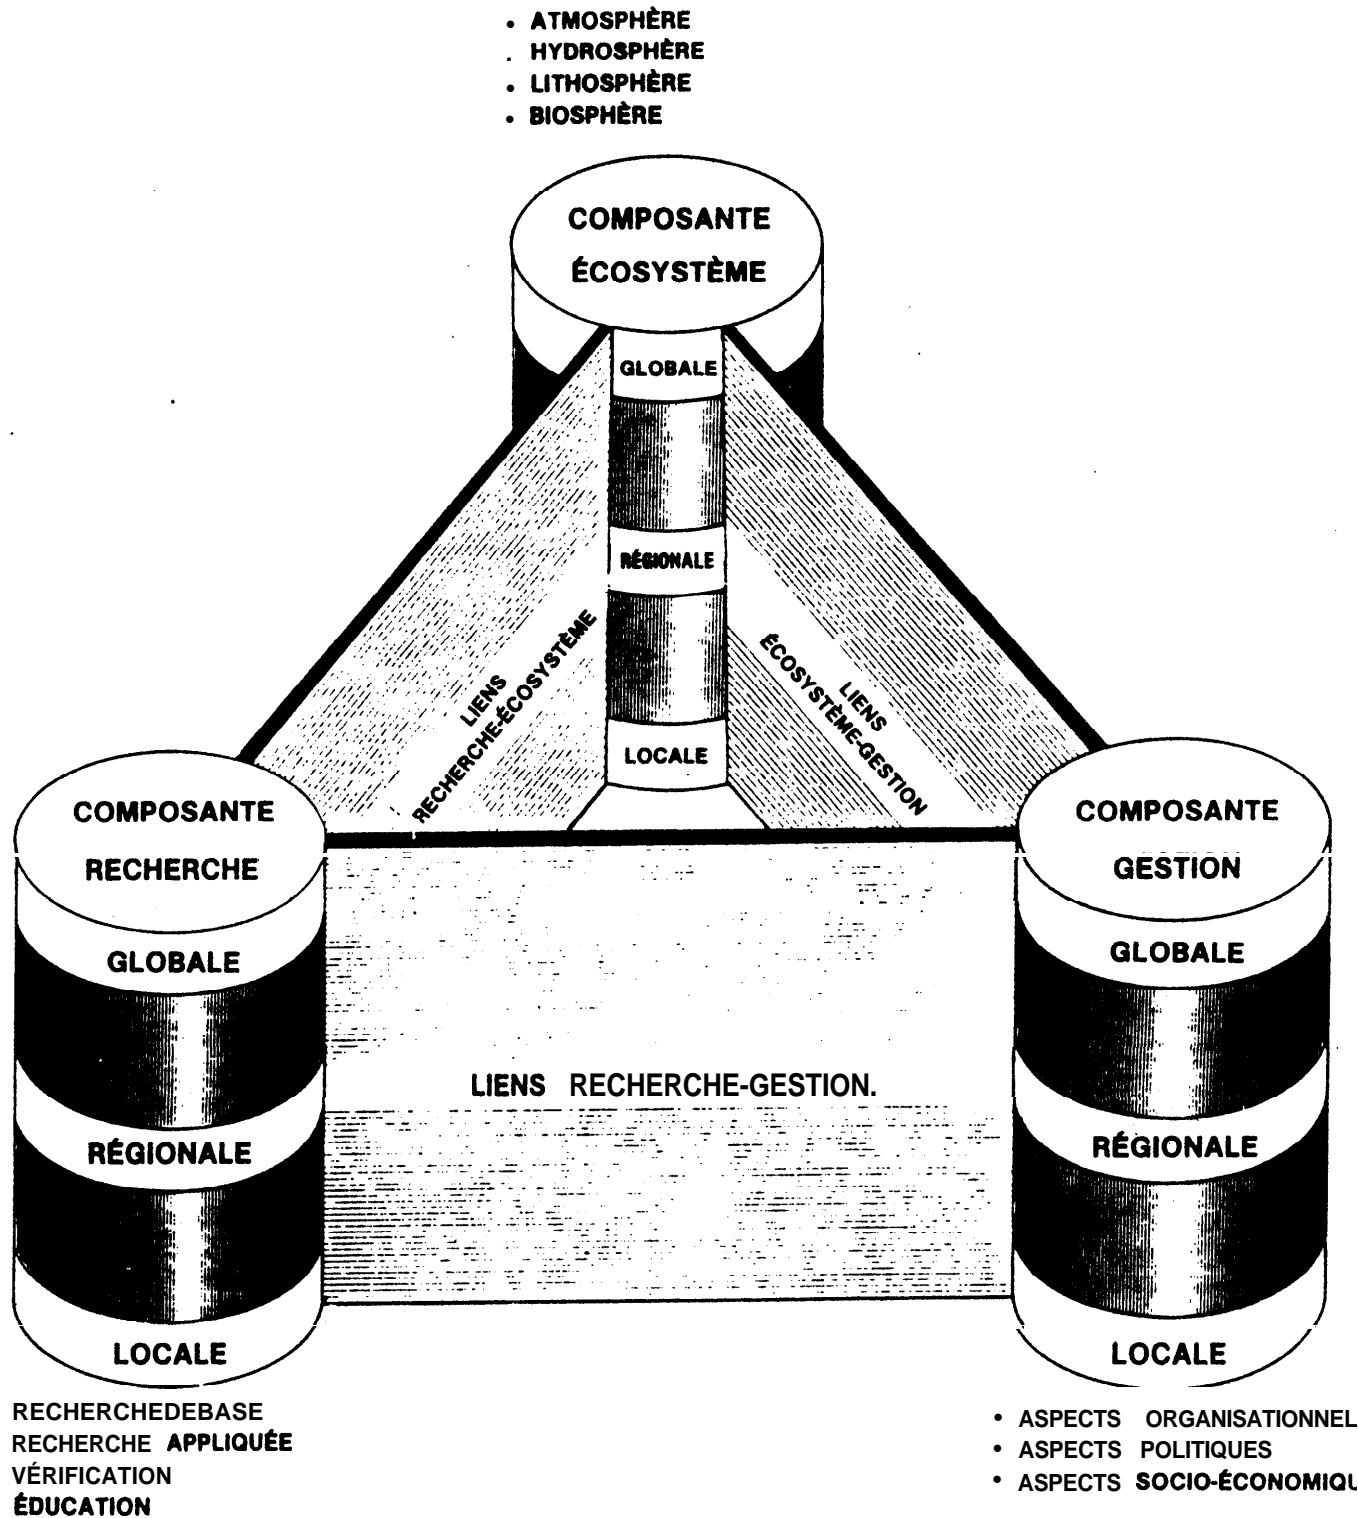 • ATMOSPHÈRE
. HYDROSPHÈRE
• LITHOSPHÈRE
• BIOSPHÈRE
COMPOSANTE
ÉCOSYSTÈME
GLOBALE
RÉGIONALE
LOCALE
LIENS
RECHERCHE-ÉCOSYSTÈME
LIENS
ÉCOSYSTÈME-GESTION
COMPOSANTE
RECHERCHE
GLOBALE
RÉGIONALE
LOCALE
COMPOSANTE
GESTION
GLOBALE
RÉGIONALE
LOCALE
LIENS RECHERCHE-GESTION.
RECHERCHEDEBASE
RECHERCHE APPLIQUÉE
VÉRIFICATION
ÉDUCATION
• ASPECTS ORGANISATIONNEL
• ASPECTS POLITIQUES
• ASPECTS SOCIO-ÉCONOMIQU